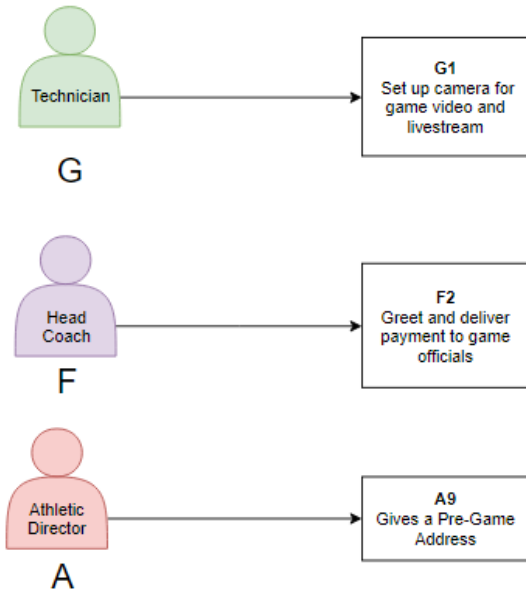 Technician
G
G1
Set up camera for
game video and
livestream
Head
Coach
F
F2
Greet and deliver
payment to game
officials
Athletic
Director
A
A9
Gives a Pre-Game
Address